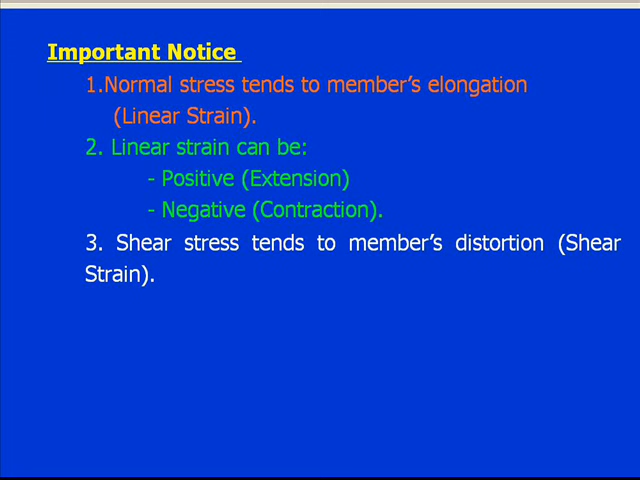 Important Notice
1.Normal stress tends to member's elongation
(Linear Strain).
2. Linear strain can be:
- Positive (Extension)
- Negative (Contraction).
3. Shear stress tends to member's distortion (Shear
Strain).